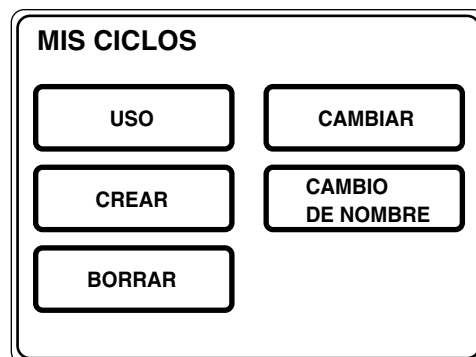 MIS CICLOS
USO
CAMBIAR
CREAR
CAMBIO
DE NOMBRE
BORRAR